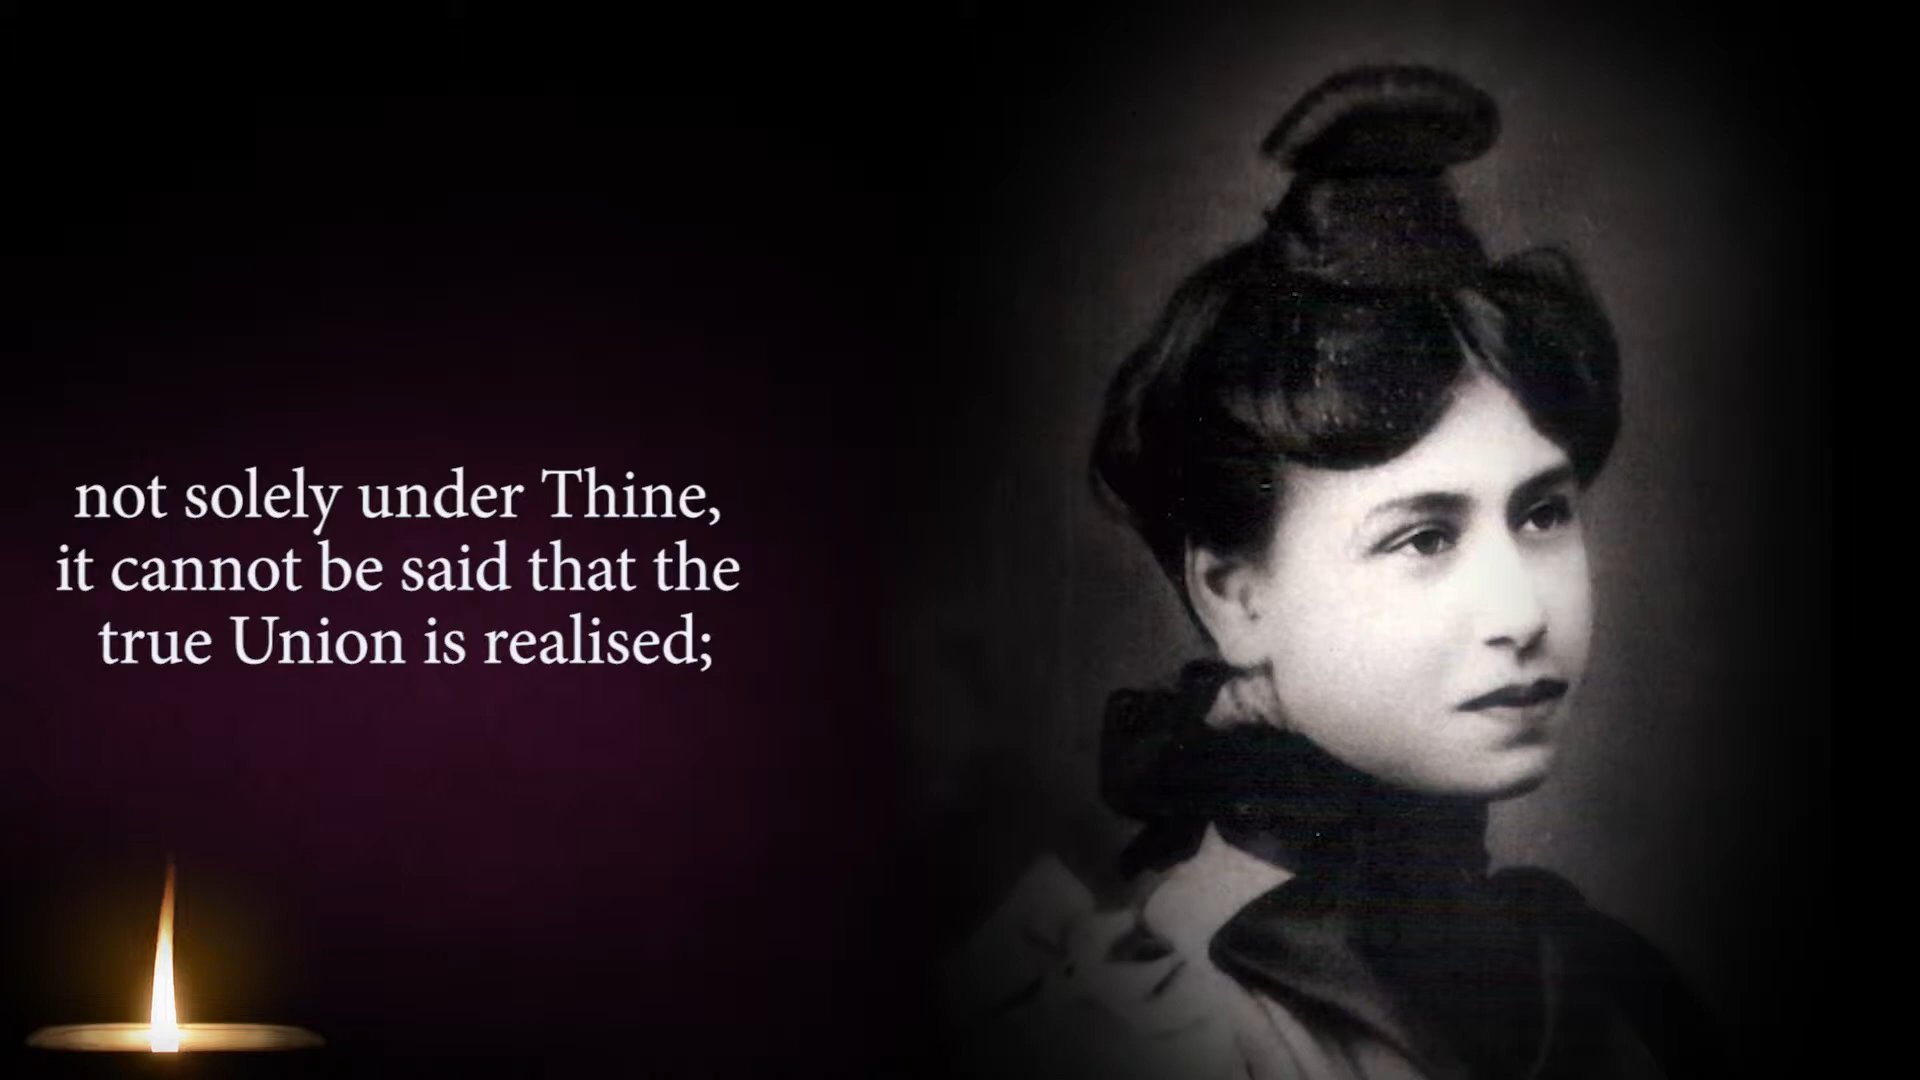 not solely under Thine,
it cannot be said that the
true Union is realised;